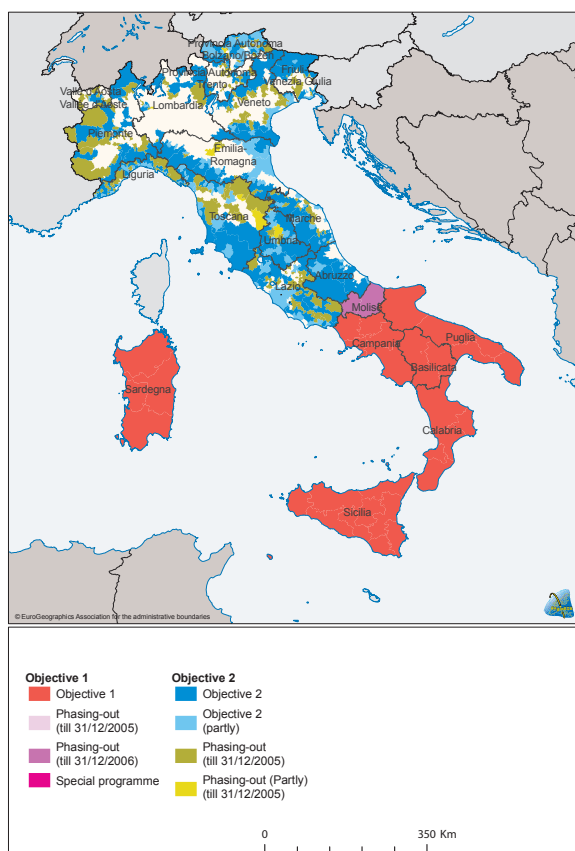 Provincia Autonoma
Bolzano/Bozen
Friuli-
Venezia Giulia
Provincia Autonoma
Trento
Valle d'Aosta
Vallée d'Aoste
Lombardia
Veneto
Piemonte
Emilia-
Romagna
Liguria
Toscana
Marche
Umbria
Abruzzo
Lazio
Molise
Campania
Puglia
Basilicata
Sardegna
Calabria
Sicilia
© EuroGeographics Association for the administrative boundaries
Objective 1
Objective 1
Phasing-out
(till 31/12/2005)
Phasing-out
(till 31/12/2006)
Special programme
Objective 2
Objective 2
Objective 2
(partly)
Phasing-out
(till 31/12/2005)
Phasing-out (Partly)
(till 31/12/2005)
0 350 Km